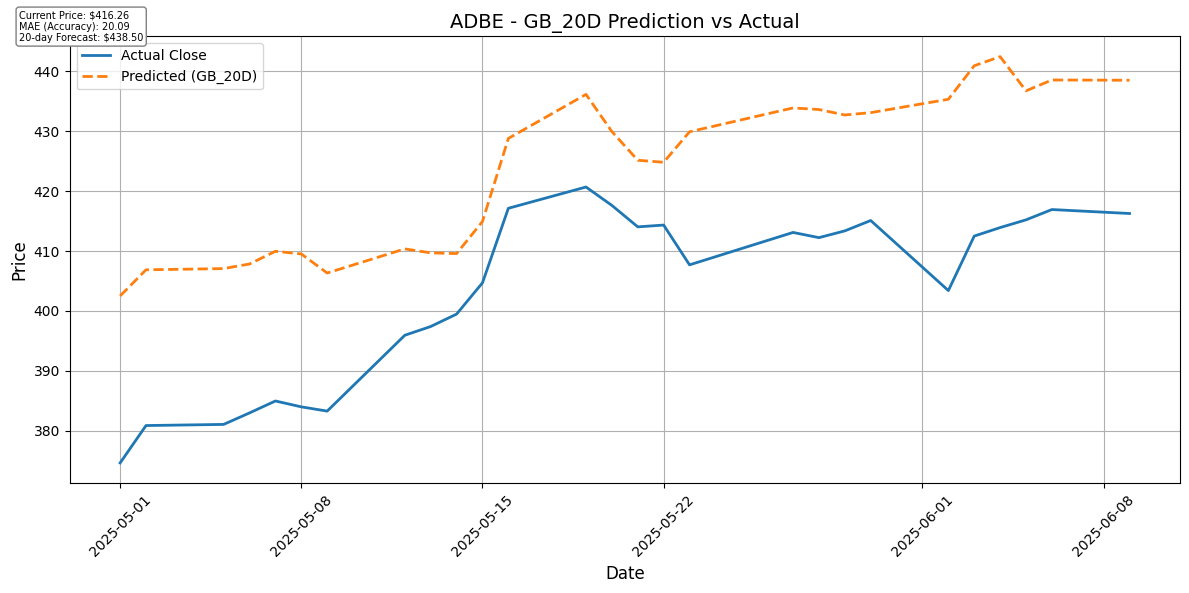 ADBE - GB_20D Prediction vs Actual
Current Price: $416.26
MAE (Accuracy): 20.09
20-day Forecast: $438.50
Actual Close
Predicted (GB_20D)
Price
440
430
420
410
400
390
380
2025-05-01
2025-05-08
2025-05-15
2025-05-22
2025-06-01
2025-06-08
Date